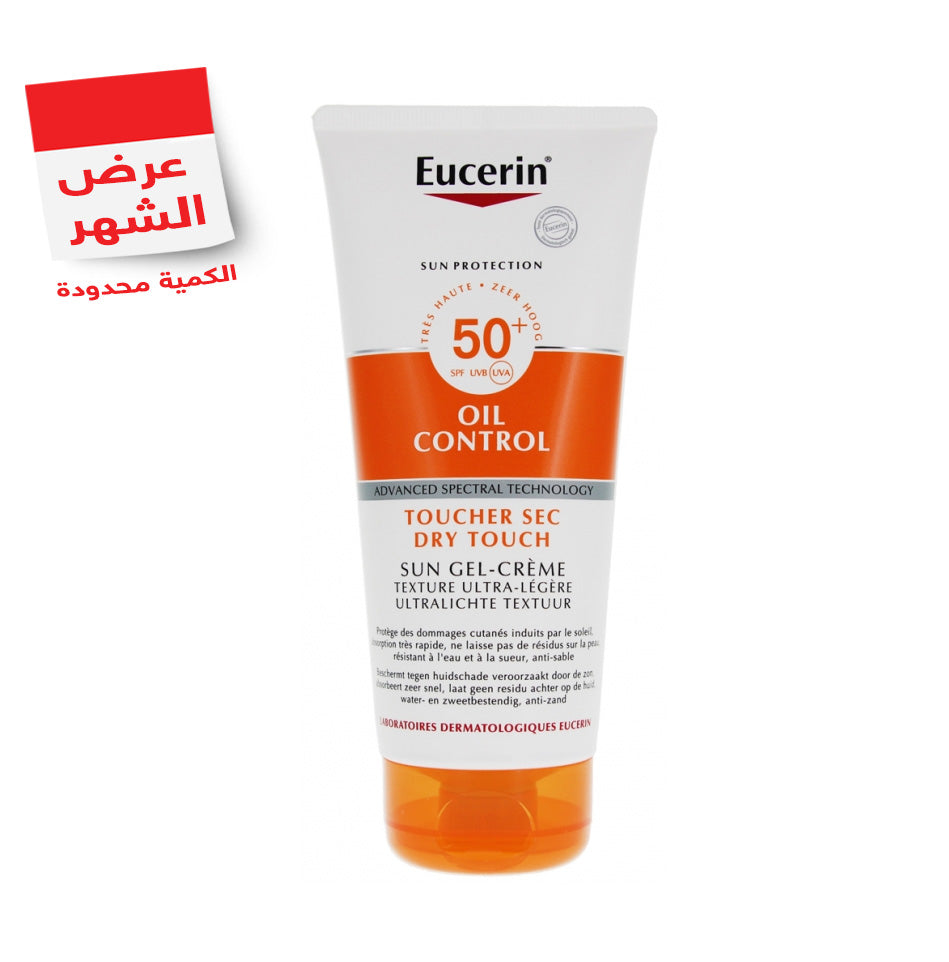 عرض
الشهر
الكمية محدودة
Eucerin®
Eucerin
SUN PROTECTION
TRÈS HAUTE • ZEER HOOG
50+
SPF UVB UVA
OIL
CONTROL
ADVANCED SPECTRAL TECHNOLOGY
TOUCHER SEC
DRY TOUCH
SUN GEL-CRÈME
TEXTURE ULTRA-LÉGÈRE
ULTRALICHTE TEXTUUR
Protège des dommages cutanés induits par le soleil,
très rapide, ne laisse pas de résidus sur la peau,
résistant à l'eau et à la sueur, anti-sable
Beschermt tegen huidschade veroorzaakt door de zon,
zeer snel, laat geen residu achter op de huid,
water- en zweetbestendig, anti-zand
LABORATOIRES DERMATOLOGIQUES EUCERIN